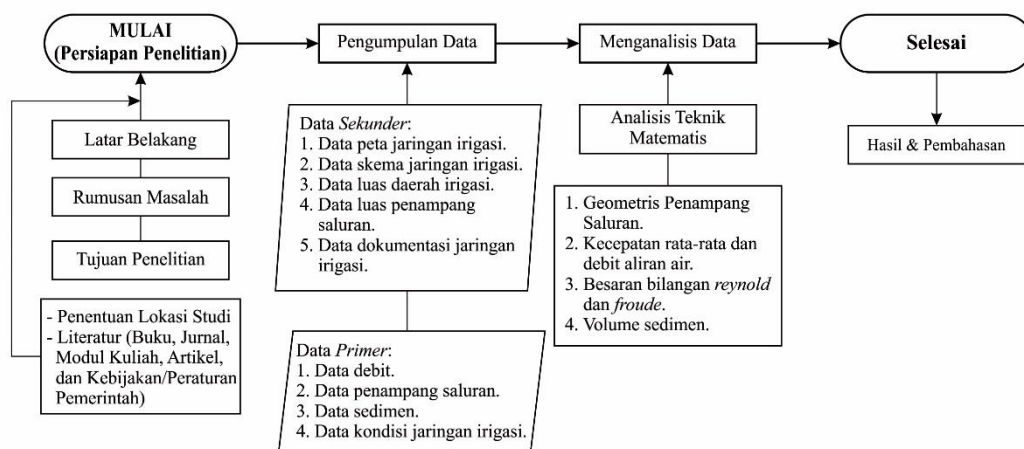 MULAI
(Persiapan Penelitian)
Latar Belakang
Rumusan Masalah
Tujuan Penelitian
- Penentuan Lokasi Studi
- Literatur (Buku, Jurnal,
Modul Kuliah, Artikel,
dan Kebijakan/Peraturan
Pemerintah)
Pengumpulan Data
Data Sekunder:
1. Data peta jaringan irigasi.
2. Data skema jaringan irigasi.
3. Data luas daerah irigasi.
4. Data luas penampang
saluran.
5. Data dokumentasi jaringan
irigasi.
Data Primer:
1. Data debit.
2. Data penampang saluran.
3. Data sedimen.
4. Data kondisi jaringan irigasi.
Menganalisis Data
Analisis Teknik
Matematis
1. Geometris Penampang
Saluran.
2. Kecepatan rata-rata dan
debit aliran air.
3. Besaran bilangan reynold
dan froude.
4. Volume sedimen.
Selesai
Hasil & Pembahasan